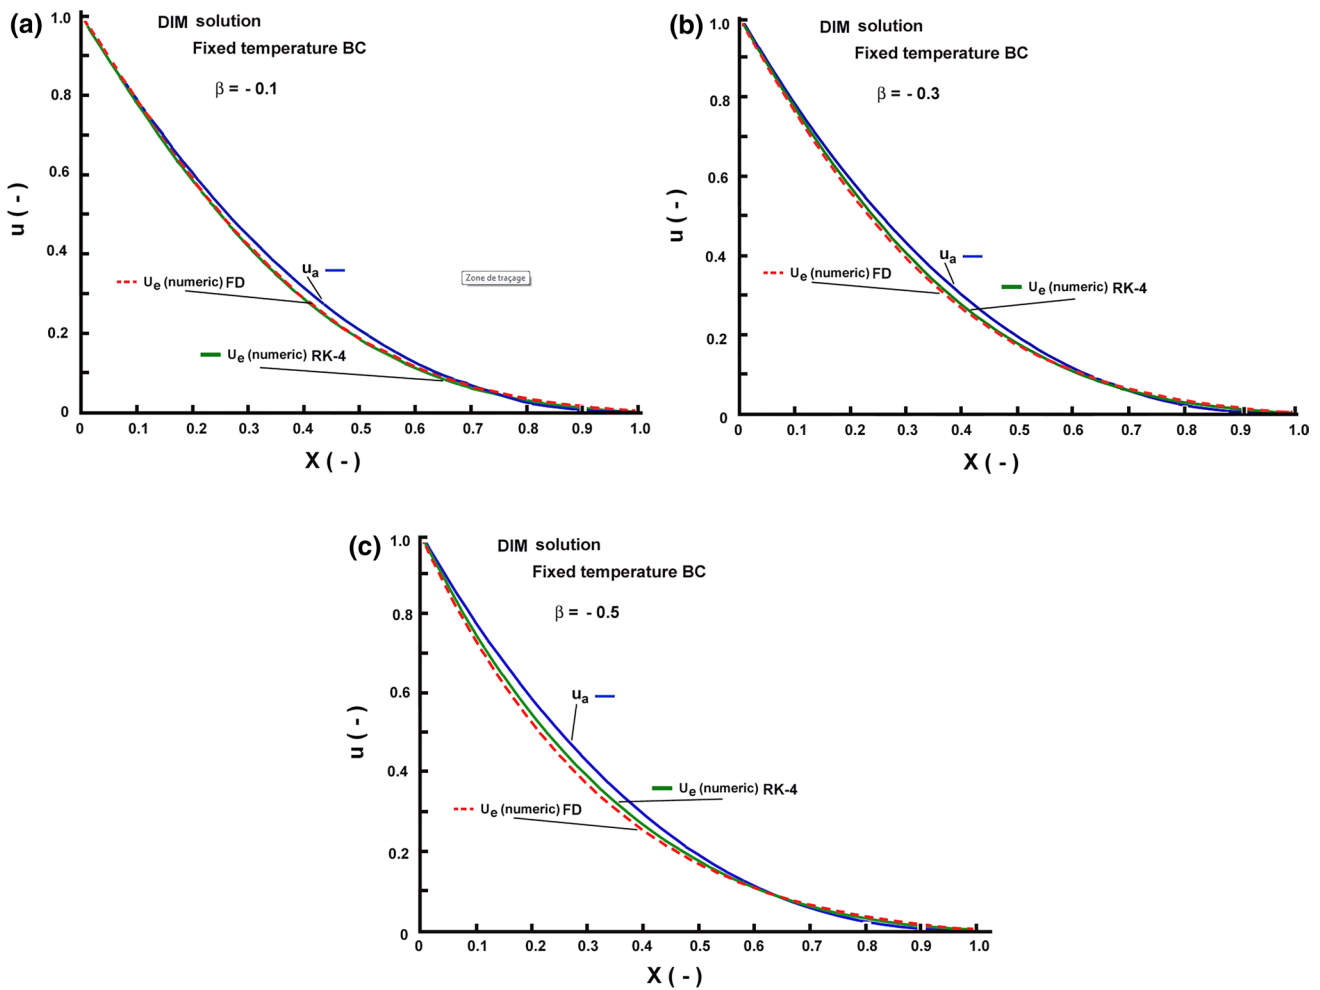 (a)
DIM solution
Fixed temperature BC
β = - 0.1
1.0
0.8
0.6
0.4
0.2
0
u ( - )
ua
Zone de traçage
Ue (numeric) FD
Ue (numeric) RK-4
0 0.1 0.2 0.3 0.4 0.5 0.6 0.7 0.8 0.9 1.0
X ( - )
(b)
DIM solution
Fixed temperature BC
β = - 0.3
1.0
0.8
0.6
0.4
0.2
0
u ( - )
ua
Ue (numeric) FD
Ue (numeric) RK-4
0 0.1 0.2 0.3 0.4 0.5 0.6 0.7 0.8 0.9 1.0
X ( - )
(c)
DIM solution
Fixed temperature BC
β = - 0.5
1.0
0.8
0.6
0.4
0.2
0
u ( - )
ua
Ue (numeric) RK-4
Ue (numeric) FD
0 0.1 0.2 0.3 0.4 0.5 0.6 0.7 0.8 0.9 1.0
X ( - )